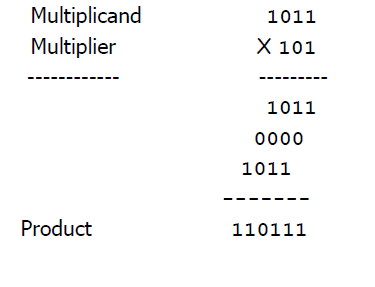 Multiplicand 1011
Multiplier X 101
------------ ---------
1011
0000
1011
-------
Product 110111